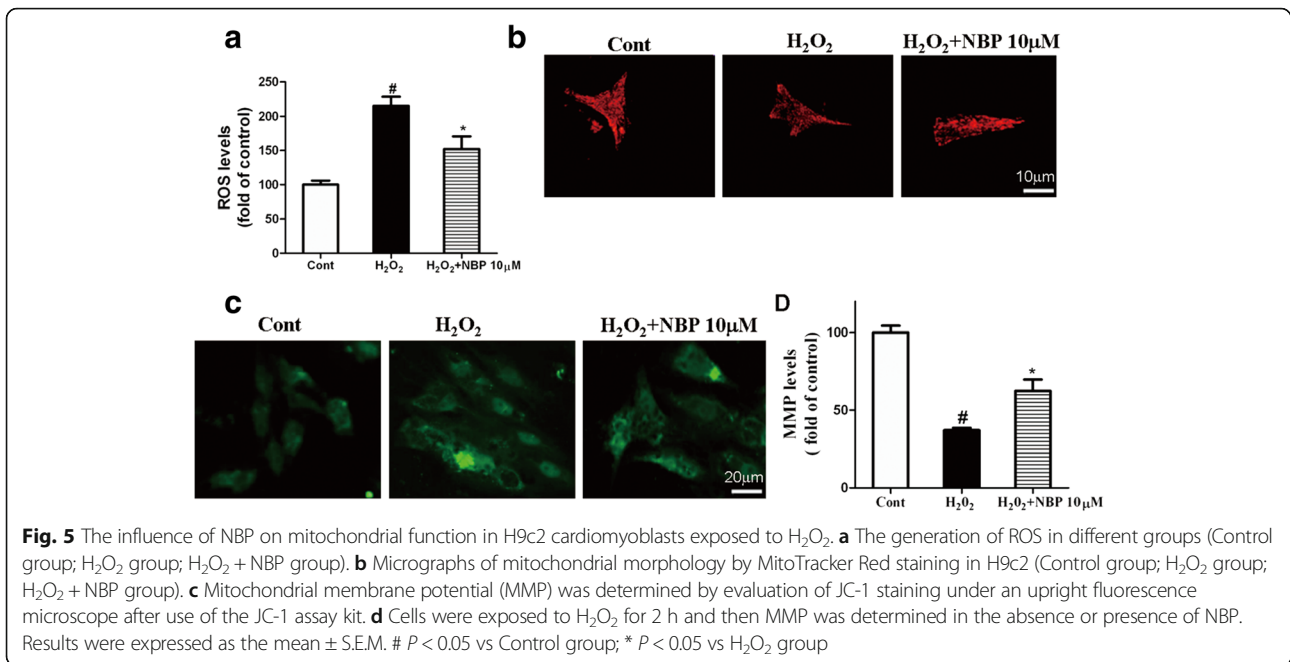 a
250
200
150
100
50
0
ROS levels
(fold of control)
#
*
Cont
H₂O₂
H₂O₂+NBP 10μM
b
Cont
H₂O₂
H₂O₂+NBP 10μM
10μm
c
Cont
H₂O₂
H₂O₂+NBP 10μM
20μm
D
100
50
0
MMP levels
( fold of control)
#
*
Cont
H₂0₂
H₂0₂+NBP 10μM
Fig. 5 The influence of NBP on mitochondrial function in H9c2 cardiomyoblasts exposed to H₂O₂. a The generation of ROS in different groups (Control
group; H₂O₂ group; H₂O₂ + NBP group). b Micrographs of mitochondrial morphology by MitoTracker Red staining in H9c2 (Control group; H₂O₂ group;
H₂O₂ + NBP group). c Mitochondrial membrane potential (MMP) was determined by evaluation of JC-1 staining under an upright fluorescence
microscope after use of the JC-1 assay kit. d Cells were exposed to H₂O₂ for 2 h and then MMP was determined in the absence or presence of NBP.
Results were expressed as the mean ± S.E.M. # P < 0.05 vs Control group; * P < 0.05 vs H₂O₂ group